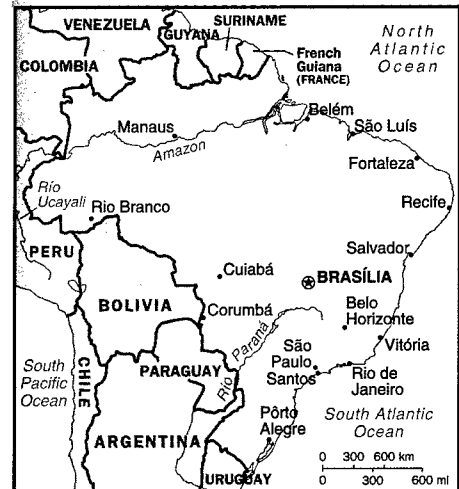 VENEZUELA
SURINAME
GUYANA
French
Guiana
(FRANCE)
North
Atlantic
Ocean
COLOMBIA
Belém
Manaus
São Luís
Amazon
Fortaleza
Río
Ucayali
Rio Branco
Recife
PERU
Salvador
Cuiabá
BRASÍLIA
BOLIVIA
Corumbá
Belo
Horizonte
Vitória
São
Paulo
Santos
Rio de
Janeiro
South
Pacific
Ocean
CHILE
PARAGUAY
Rio Paraná
Pôrto
Alegre
South Atlantic
Ocean
ARGENTINA
URUGUAY
0 300 600 km
0 300 600 mi